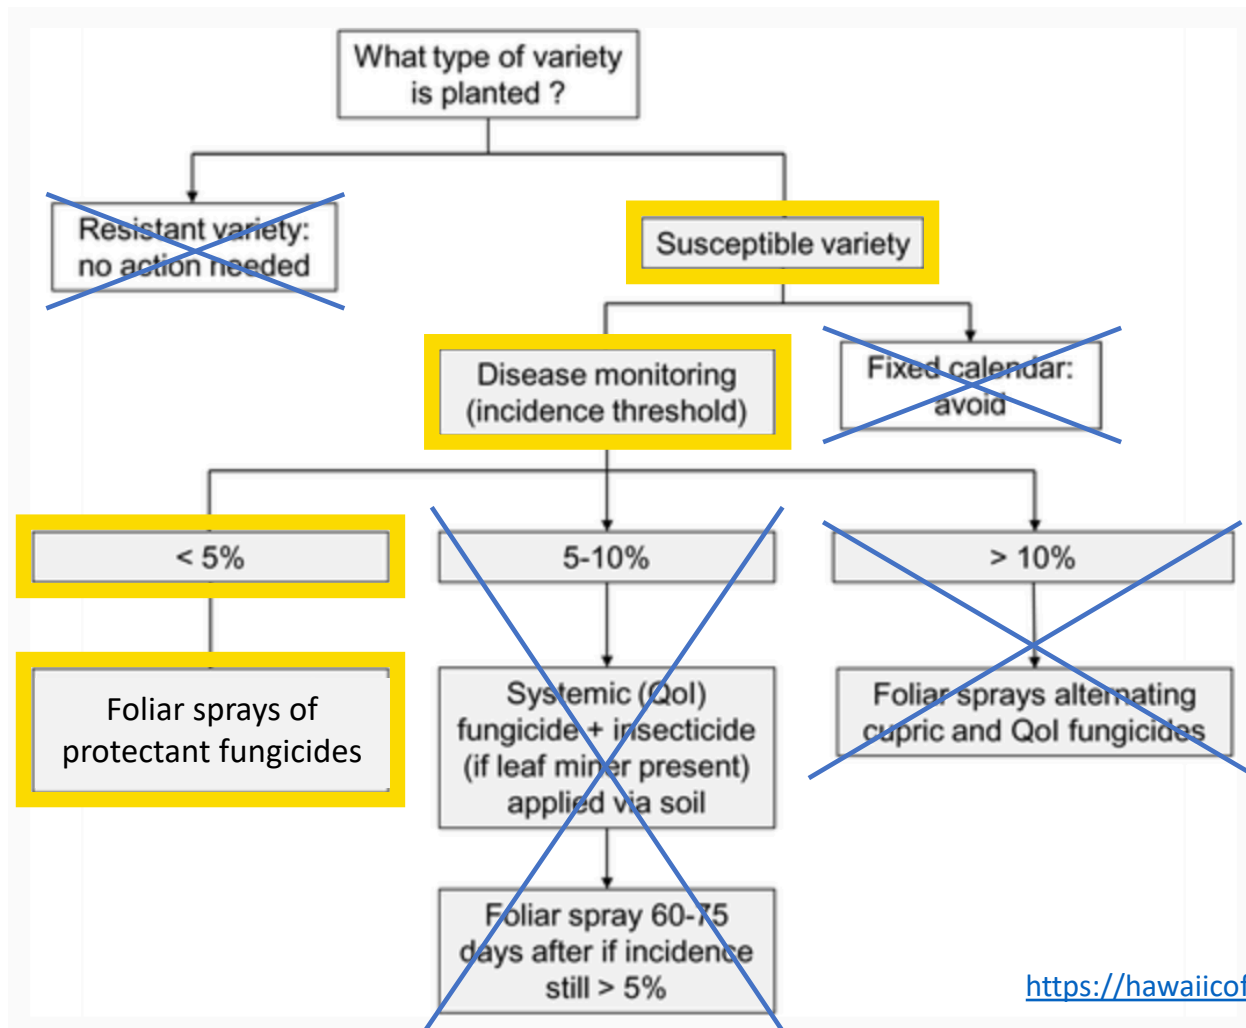 What type of variety
is planted ?
Resistant variety:
no action needed
Susceptible variety
Disease monitoring
(incidence threshold)
Fixed calendar:
avoid
< 5%
5-10%
> 10%
Foliar sprays of
protectant fungicides
Systemic (QoI)
fungicide + insecticide
(if leaf miner present)
applied via soil
Foliar sprays alternating
cupric and QoI fungicides
Foliar spray 60-75
days after if incidence
still > 5%
https://hawaiicof